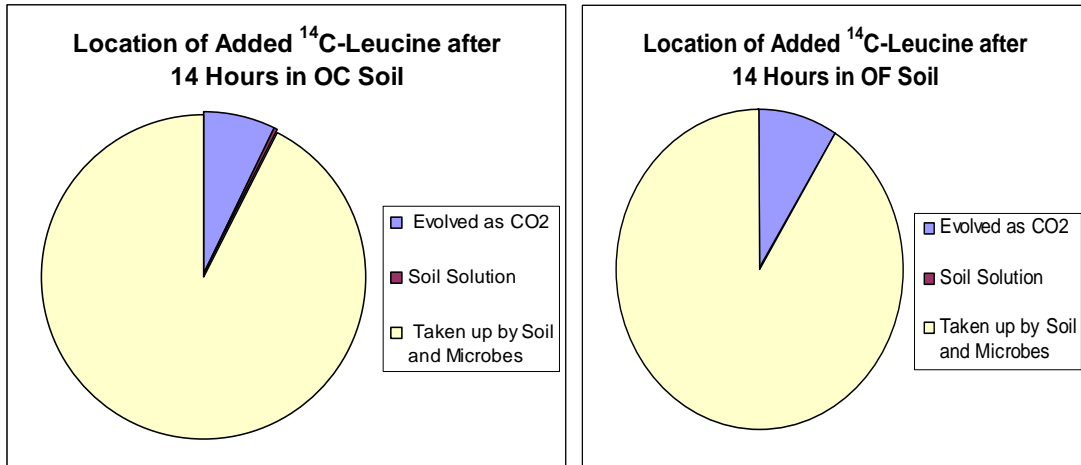 Location of Added ¹⁴C-Leucine after
14 Hours in OC Soil
Evolved as CO2
Soil Solution
Taken up by Soil
and Microbes
Location of Added ¹⁴C-Leucine after
14 Hours in OF Soil
Evolved as CO2
Soil Solution
Taken up by Soil
and Microbes